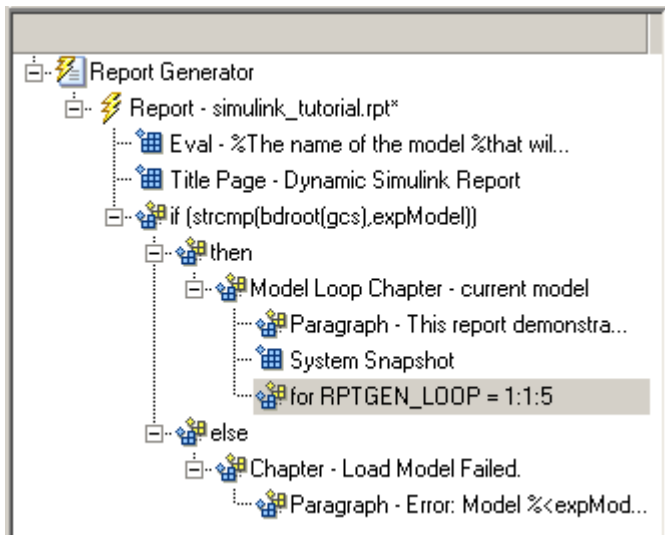 Report Generator
Report - simulink_tutorial.rpt*
Eval - %The name of the model %that wil...
Title Page - Dynamic Simulink Report
if (strcmp(bdroot(gcs),expModel))
then
Model Loop Chapter - current model
Paragraph - This report demonstra...
System Snapshot
for RPTGEN_LOOP = 1:1:5
else
Chapter - Load Model Failed.
Paragraph - Error: Model %<expMod...